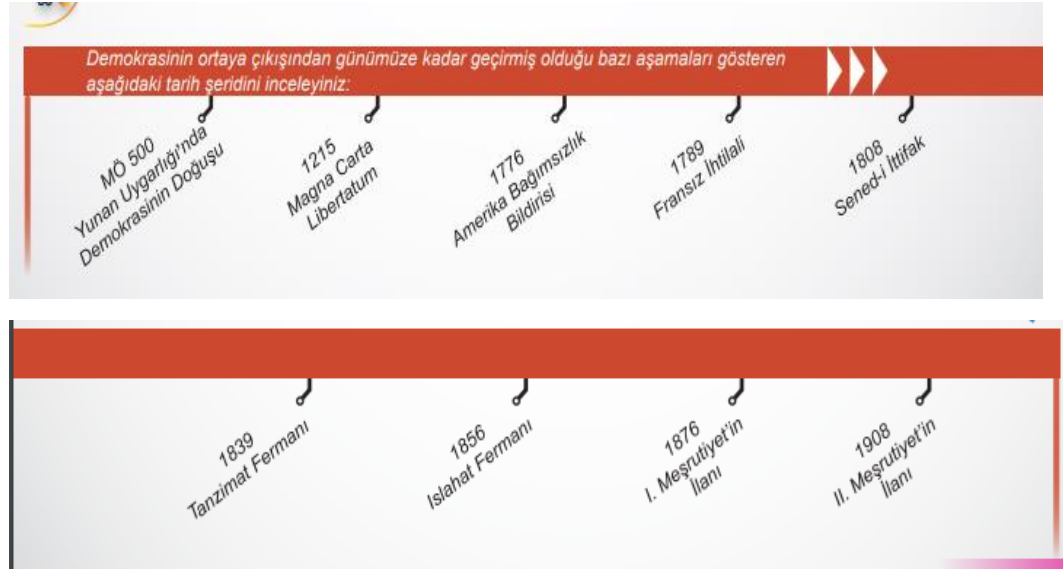 Demokrasinin ortaya çıkışından günümüze kadar geçirmiş olduğu bazı aşamaları gösteren
aşağıdaki tarih şeridini inceleyiniz:
MÖ 500
Yunan Uygarlığı'nda
Demokrasinin Doğuşu
1215
Magna Carta
Libertatum
1776
Amerika Bağımsızlık
Bildirisi
1789
Fransız İhtilali
1808
Sened-i İttifak
1839
Tanzimat Fermanı
1856
Islahat Fermanı
1876
I. Meşrutiyet'in
İlanı
1908
II. Meşrutiyet'in
İlanı